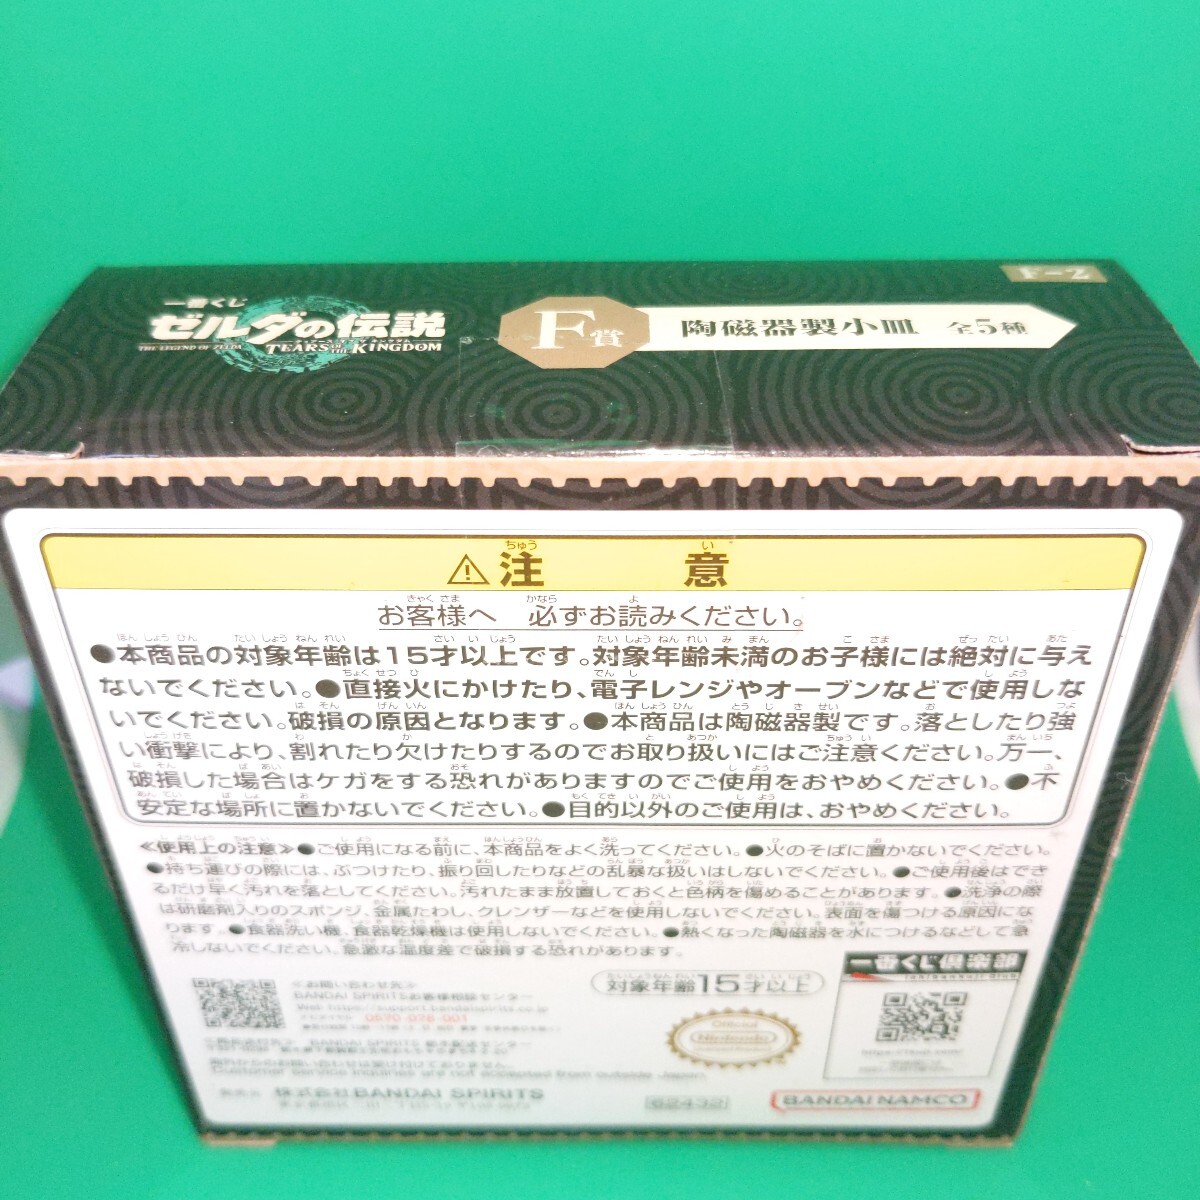 一番くじ
ゼルダの伝説
THE LEGEND OF ZELDA
TEARS OF THE KINGDOM
F賞
陶磁器製小皿 全5種
F-2
⚠注意
お客様へ 必ずお読みください。
●本商品の対象年齢は15才以上です。対象年齢未満のお子様には絶対に与え
ないでください。●直接火にかけたり、電子レンジやオーブンなどで使用しな
いでください。破損の原因となります。●本商品は陶磁器製です。落としたり強
い衝撃により、割れたり欠けたりするのでお取り扱いにはご注意ください。万一、
破損した場合はケガをする恐れがありますのでご使用をおやめください。●不
安定な場所に置かないでください。●目的以外のご使用は、おやめください。
≪使用上の注意≫●ご使用になる前に、本商品をよく洗ってください。●火のそばに置かないでください。
●持ち運びの際には、ぶつけたり、振り回したりなどの乱暴な扱いはしないでください。●ご使用後はでき
るだけ早く汚れを落としてください。汚れたまま放置しておくと色柄を傷めることがあります。●洗浄の際
は研磨剤入りのスポンジ、金属たわし、クレンザーなどを使用しないでください。表面を傷つける原因にな
ります。●食器洗い機、食器乾燥機は使用しないでください。●熱くなった陶磁器を水につけるなどして急
冷しないでください。急激な温度差で破損する恐れがあります。
≪お問い合わせ先≫
BANDAI SPIRITSお客様相談センター
0570-078-001
Customer service inquiries are not accepted from outside Japan.
株式会社BANDAI SPIRITS
対象年齢15才以上
Official
Nintendo
一番くじ倶楽部
62432
BANDAI NAMCO